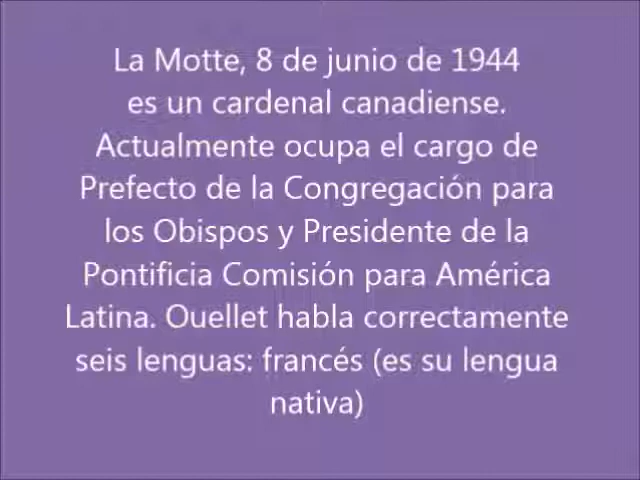 La Motte, 8 de junio de 1944
es un cardenal canadiense.
Actualmente ocupa el cargo de
Prefecto de la Congregación para
los Obispos y Presidente de la
Pontificia Comisión para América
Latina. Ouellet habla correctamente
seis lenguas: francés (es su lengua
nativa)